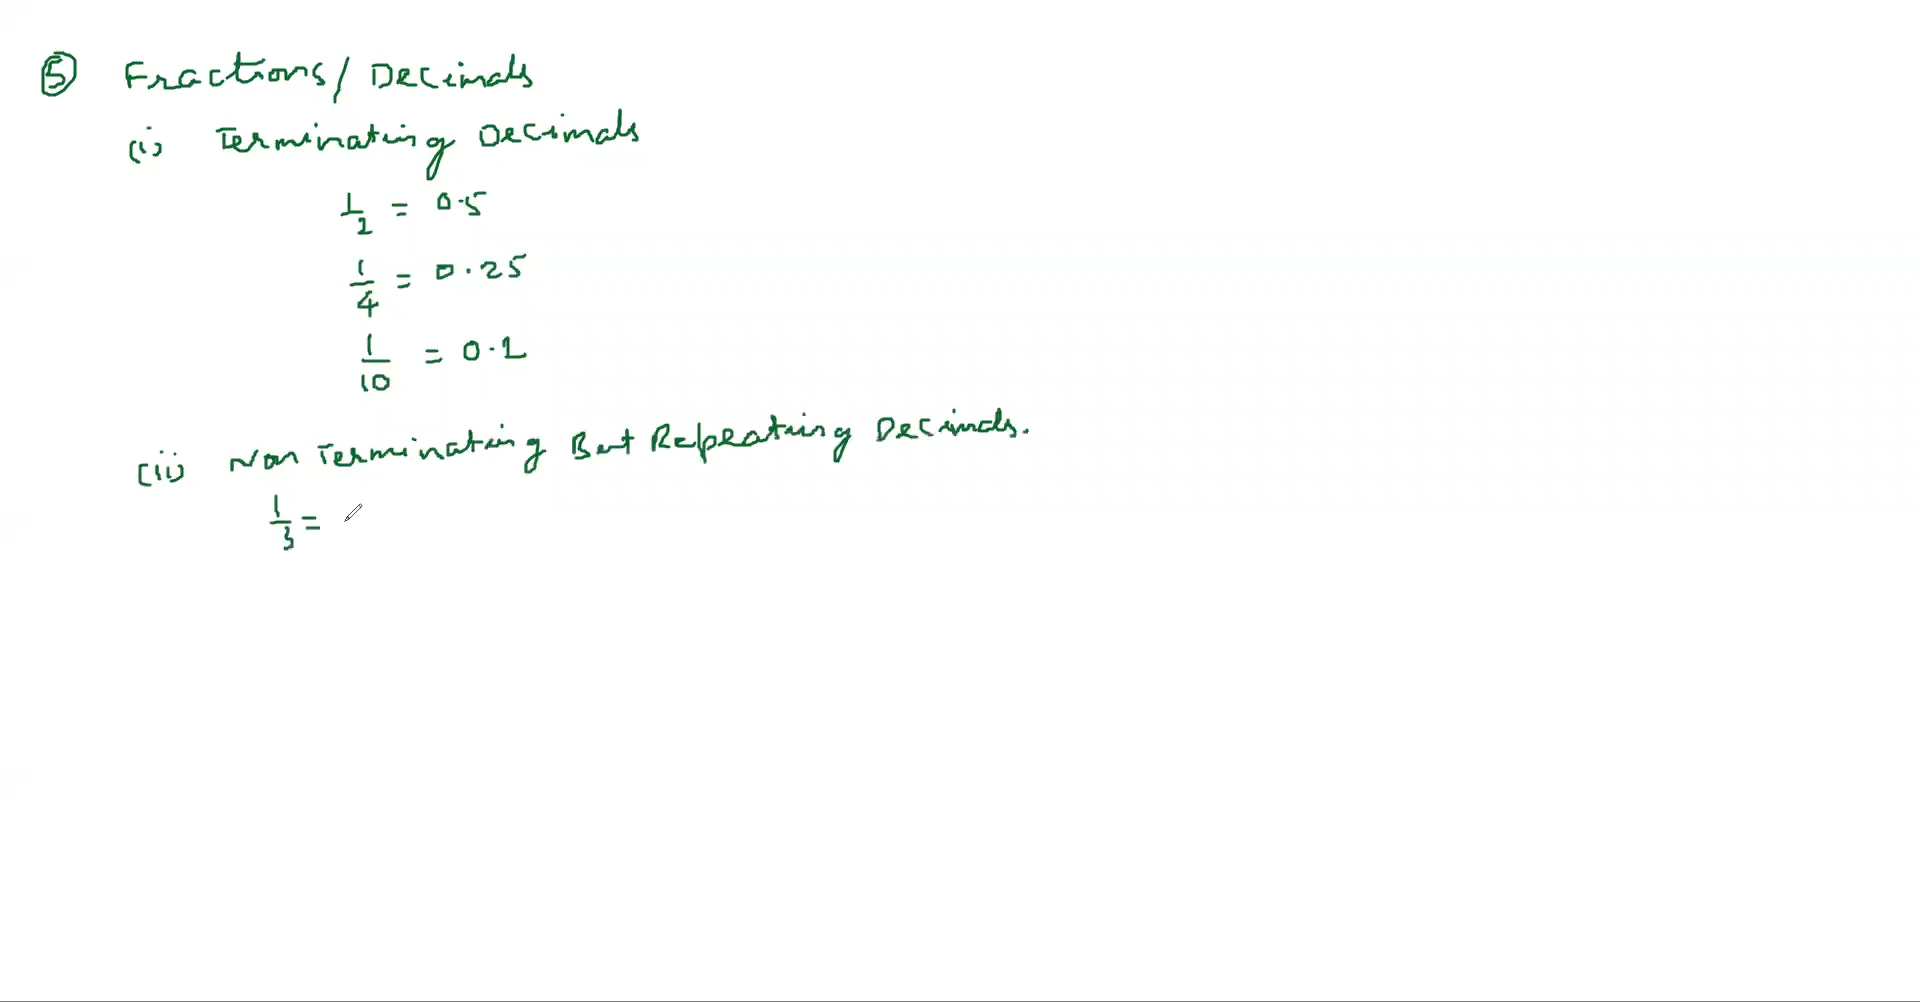 5 Fractions/Decimals
(i) Terminating Decimals
1/2 = 0.5
1/4 = 0.25
1/10 = 0.1
(ii) Non Terminating But Repeating Decimals.
1/3 =